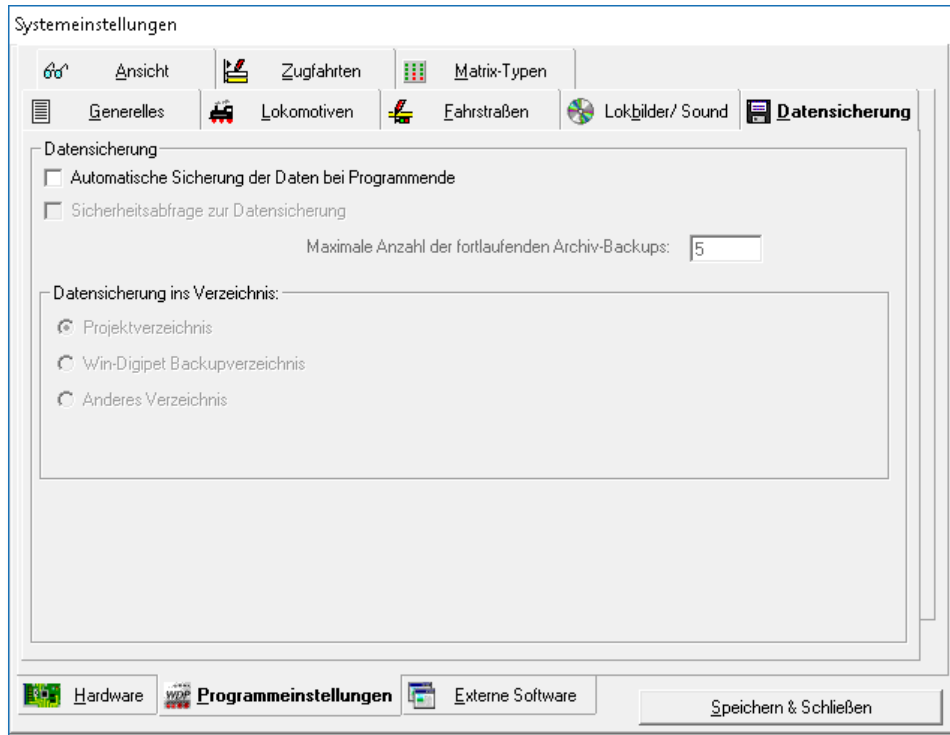 Systemeinstellungen
Ansicht Zugfahrten Matrix-Typen
Generelles Lokomotiven Fahrstraßen Lokbilder/ Sound Datensicherung
Datensicherung
Automatische Sicherung der Daten bei Programmende
Sicherheitsabfrage zur Datensicherung
Maximale Anzahl der fortlaufenden Archiv-Backups: 5
Datensicherung ins Verzeichnis:
Projektverzeichnis
Win-Digipet Backupverzeichnis
Anderes Verzeichnis
Hardware WDP Programmeinstellungen Externe Software
Speichern & Schließen